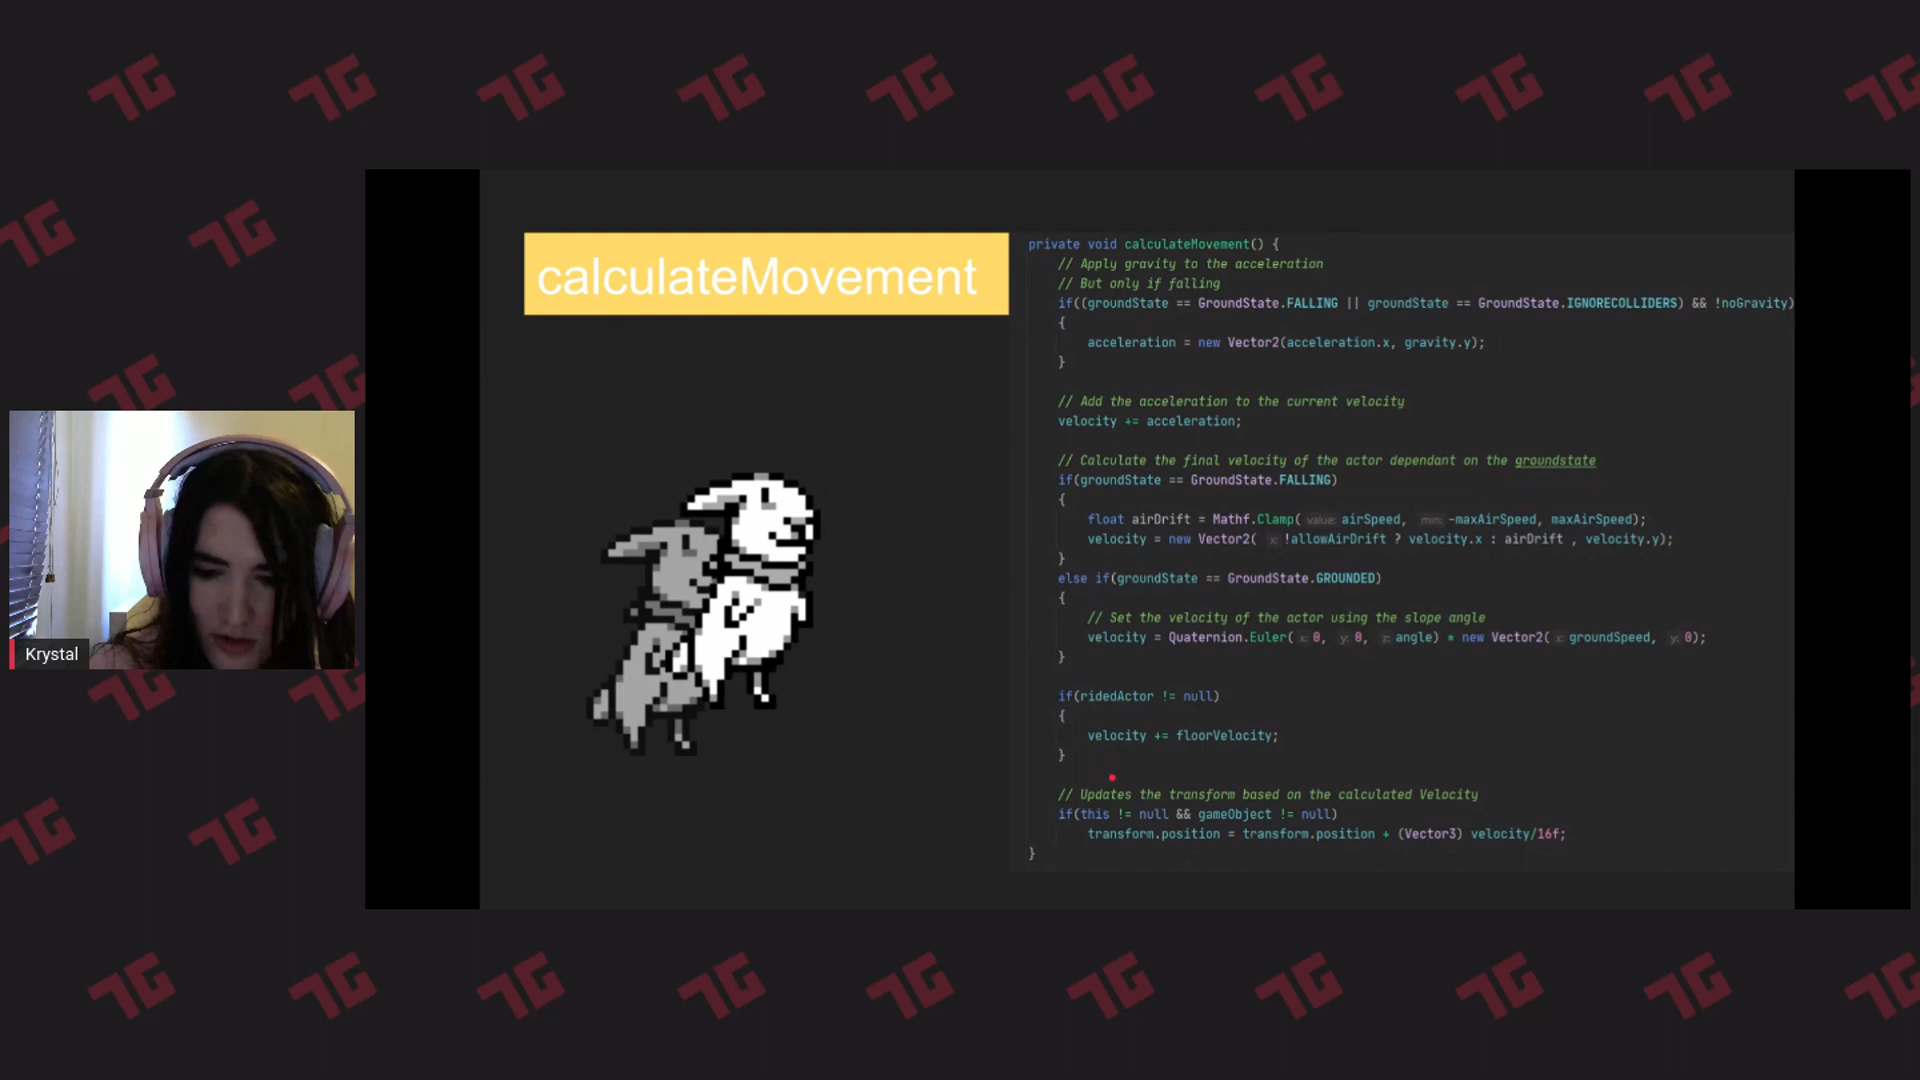 calculateMovement
private void calculateMovement() {
// Apply gravity to the acceleration
// But only if falling
if((groundState == GroundState.FALLING || groundState == GroundState.IGNORECOLLIDERS) && !noGravity)
{
acceleration = new Vector2(acceleration.x, gravity.y);
}
// Add the acceleration to the current velocity
velocity += acceleration;
// Calculate the final velocity of the actor dependant on the groundstate
if(groundState == GroundState.FALLING)
{
float airDrift = Mathf.Clamp( value: airSpeed, min: -maxAirSpeed, maxAirSpeed);
velocity = new Vector2( x: !allowAirDrift ? velocity.x : airDrift , velocity.y);
}
else if(groundState == GroundState.GROUNDED)
{
// Set the velocity of the actor using the slope angle
velocity = Quaternion.Euler( x: 0, y: 0, z: angle) * new Vector2( x: groundSpeed, y: 0);
}
if(ridedActor != null)
{
velocity += floorVelocity;
}
// Updates the transform based on the calculated Velocity
if(this != null && gameObject != null)
transform.position = transform.position + (Vector3) velocity/16f;
}
Krystal